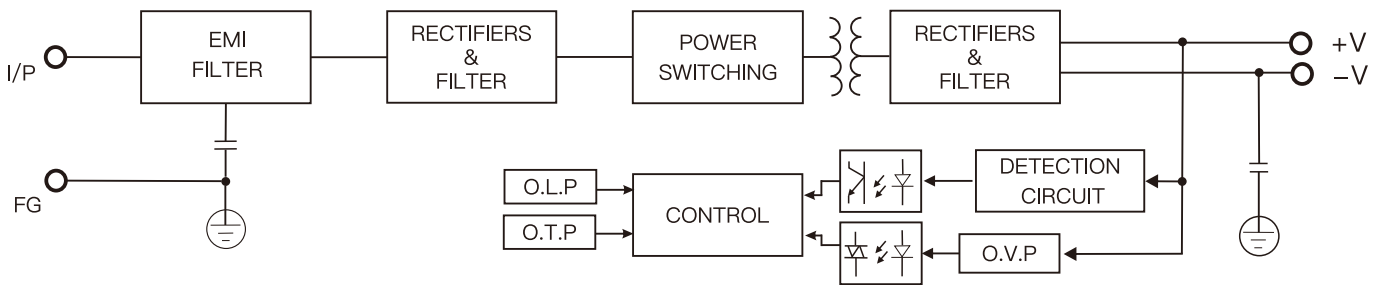 I/P
EMI
FILTER
RECTIFIERS
&
FILTER
POWER
SWITCHING
RECTIFIERS
&
FILTER
+V
−V
FG
O.L.P
O.T.P
CONTROL
DETECTION
CIRCUIT
O.V.P